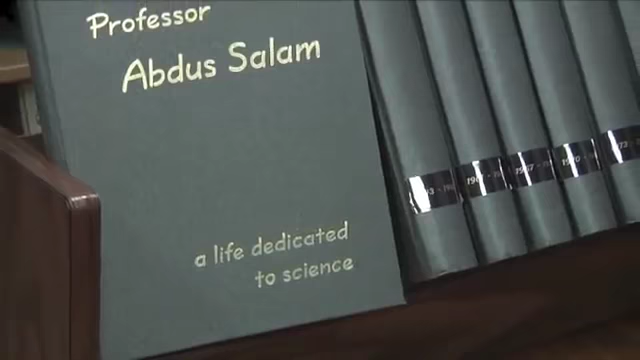 Professor
Abdus Salam
a life dedicated
to science